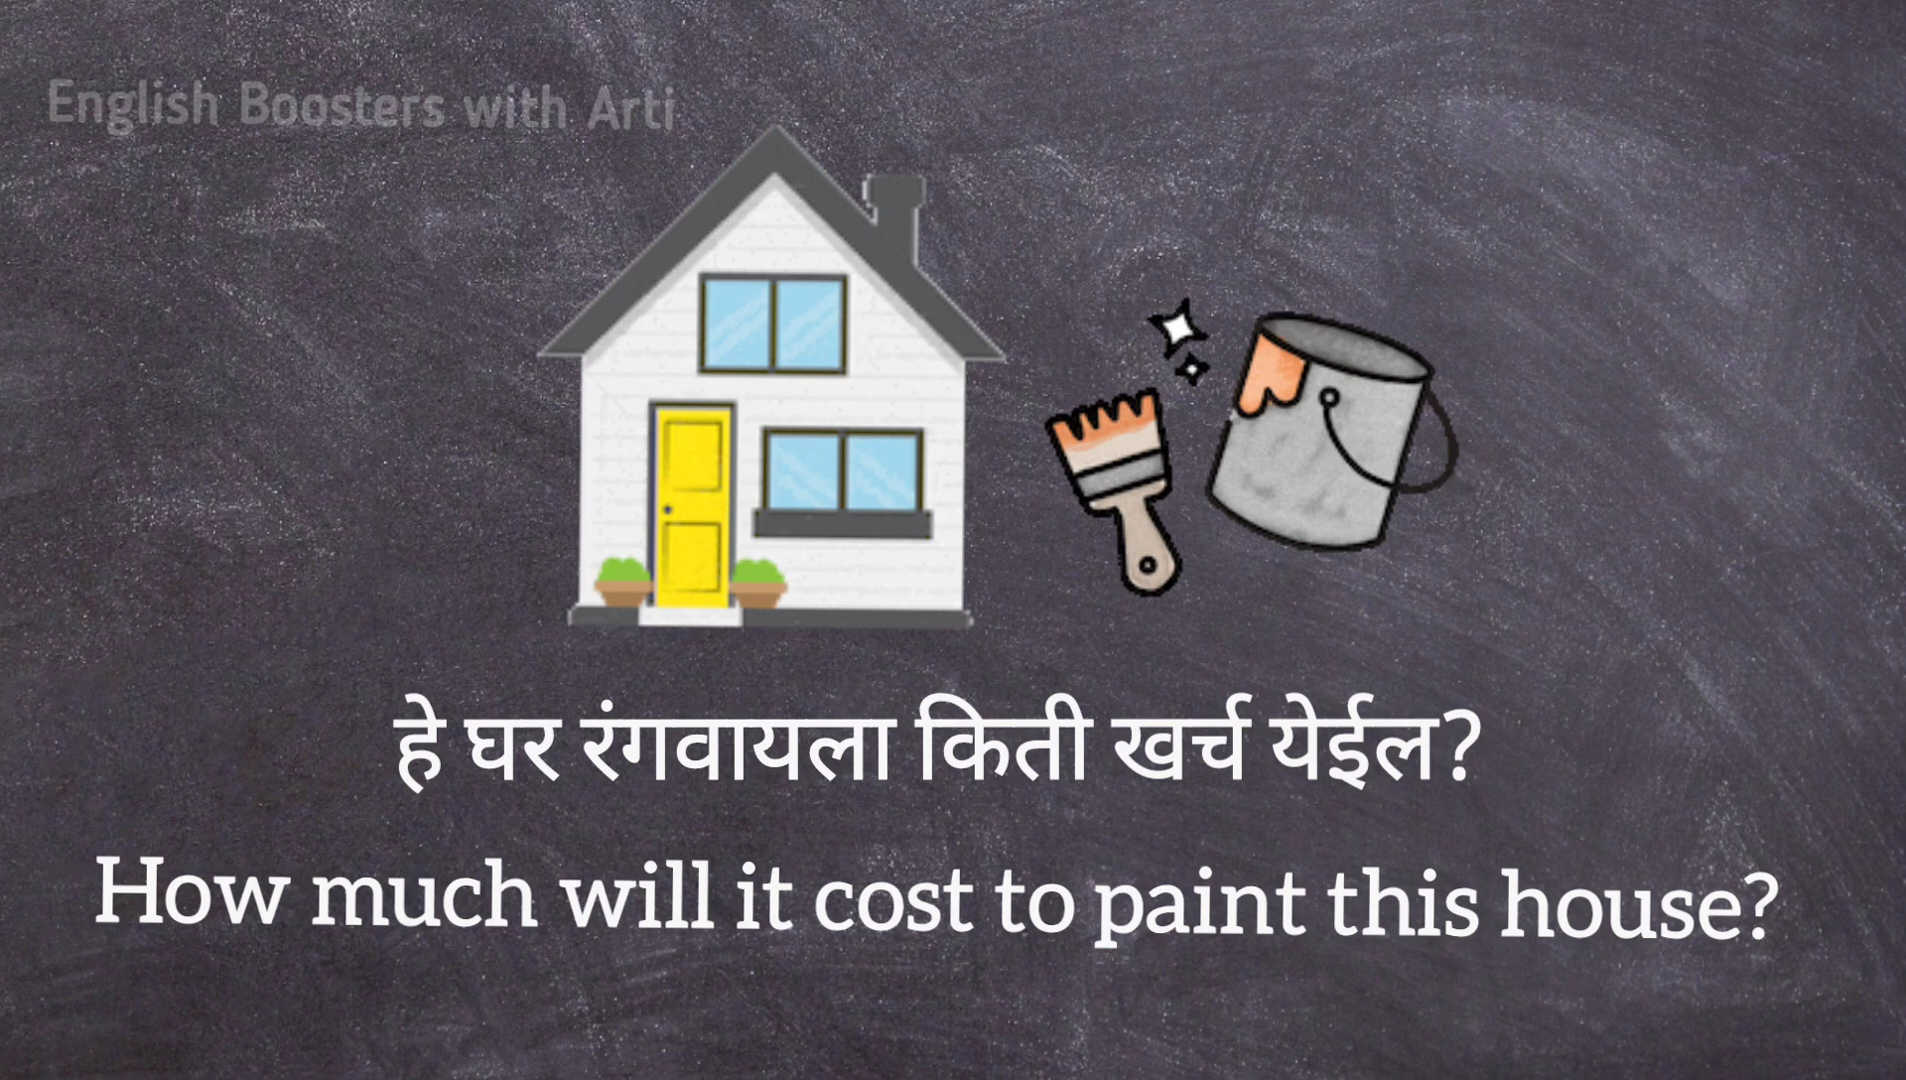 English Boosters with Arti
हे घर रंगवायला किती खर्च येईल?
How much will it cost to paint this house?